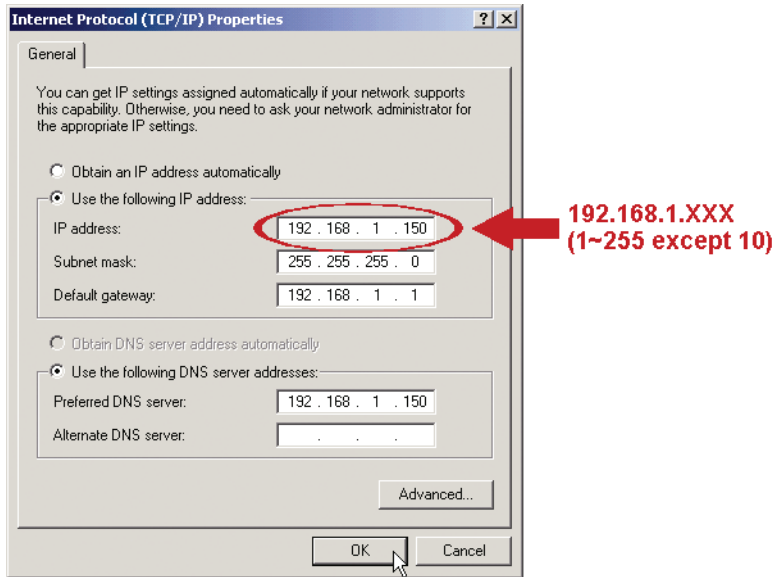 Internet Protocol (TCP/IP) Properties
? X
General
You can get IP settings assigned automatically if your network supports
this capability. Otherwise, you need to ask your network administrator for
the appropriate IP settings.
Obtain an IP address automatically
Use the following IP address:
IP address: 192 . 168 . 1 . 150
192.168.1.XXX
(1~255 except 10)
Subnet mask: 255 . 255 . 255 . 0
Default gateway: 192 . 168 . 1 . 1
Obtain DNS server address automatically
Use the following DNS server addresses:
Preferred DNS server: 192 . 168 . 1 . 150
Alternate DNS server: . . .
Advanced...
OK Cancel